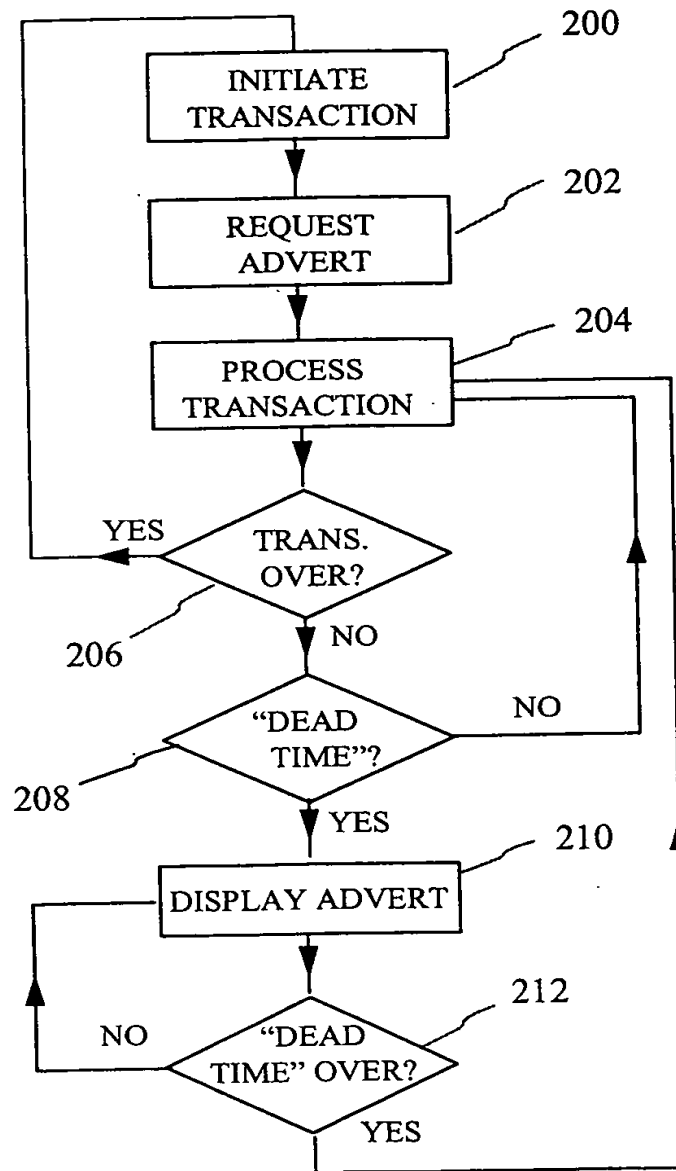 200
INITIATE
TRANSACTION
202
REQUEST
ADVERT
204
PROCESS
TRANSACTION
YES
TRANS.
OVER?
206
NO
“DEAD
TIME”?
NO
208
YES
210
DISPLAY ADVERT
212
NO
“DEAD
TIME” OVER?
YES